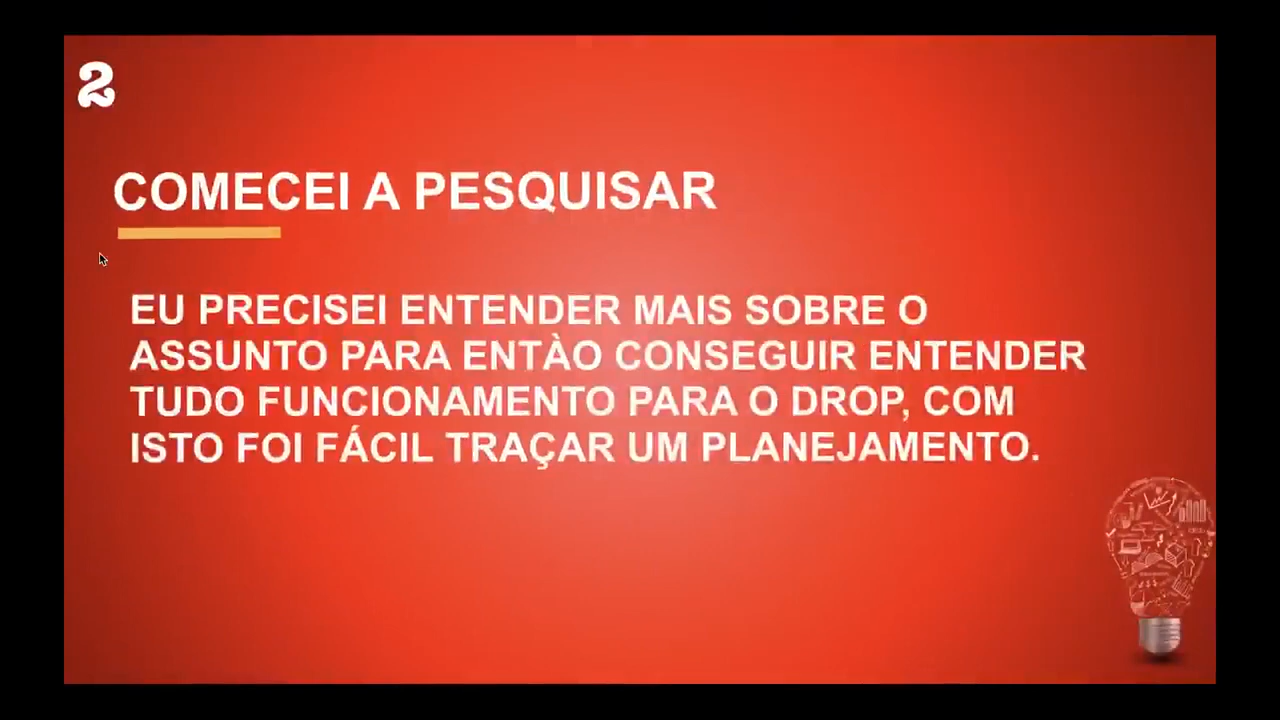 2
COMECEI A PESQUISAR
EU PRECISEI ENTENDER MAIS SOBRE O
ASSUNTO PARA ENTÀO CONSEGUIR ENTENDER
TUDO FUNCIONAMENTO PARA O DROP, COM
ISTO FOI FÁCIL TRAÇAR UM PLANEJAMENTO.